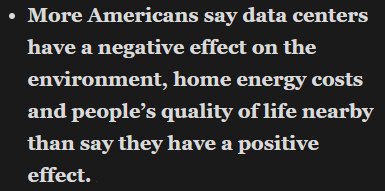 • More Americans say data centers
have a negative effect on the
environment, home energy costs
and people’s quality of life nearby
than say they have a positive
effect.